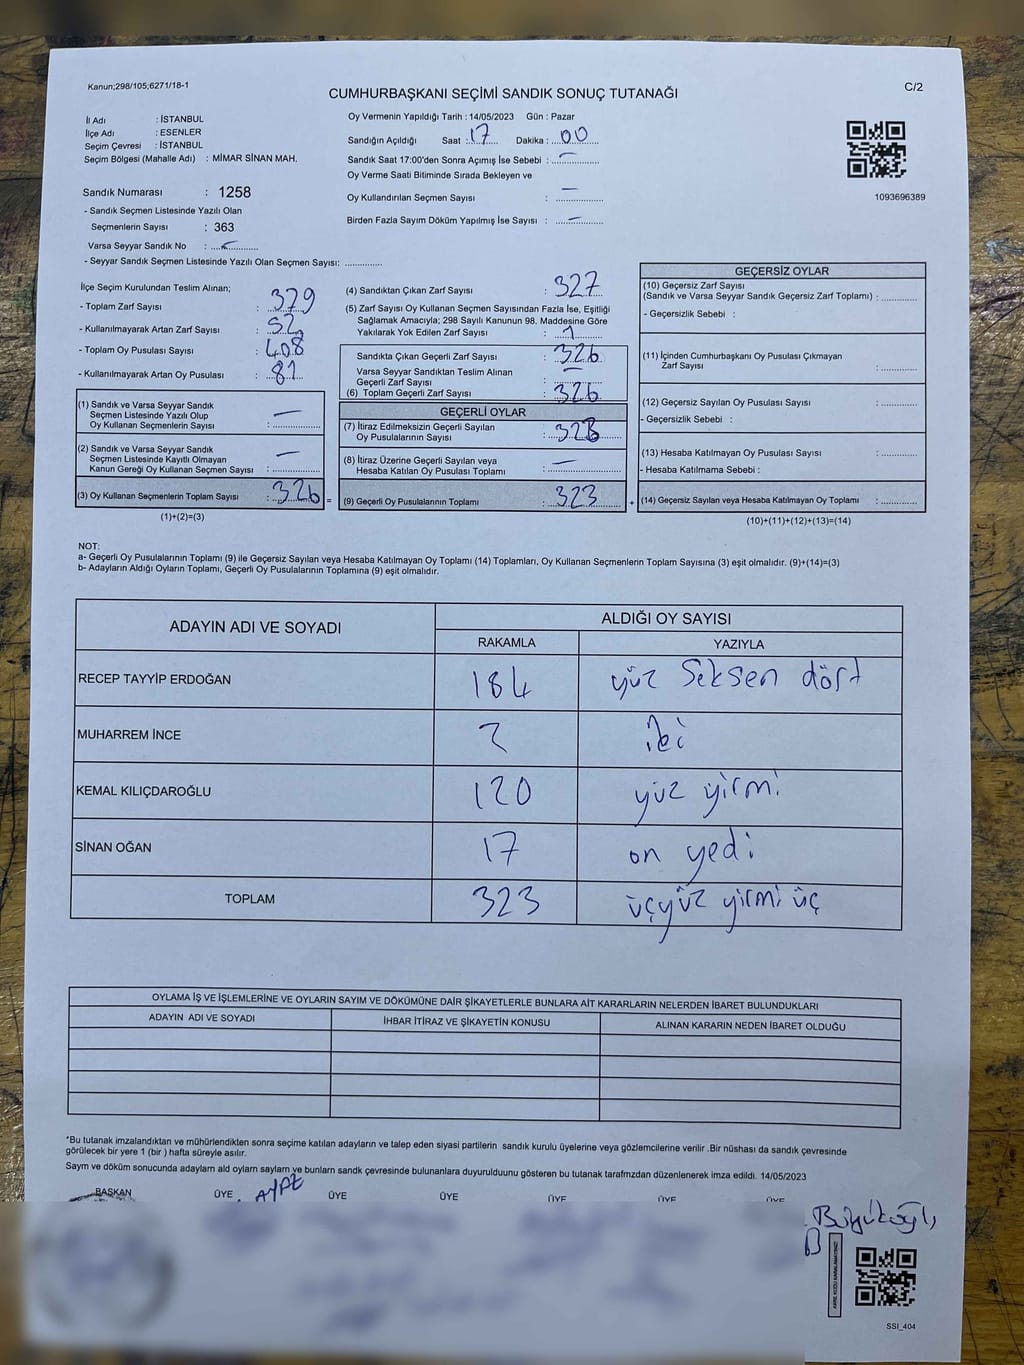 Kanun;298/105;6271/18-1
C/2
CUMHURBAŞKANI SEÇİMİ SANDIK SONUÇ TUTANAĞI
İl Adı : İSTANBUL
İlçe Adı : ESENLER
Seçim Çevresi : İSTANBUL
Seçim Bölgesi (Mahalle Adı) : MİMAR SİNAN MAH.
Sandık Numarası : 1258
- Sandık Seçmen Listesinde Yazılı Olan
Seçmenlerin Sayısı : 363
Varsa Seyyar Sandık No : ............
- Seyyar Sandık Seçmen Listesinde Yazılı Olan Seçmen Sayısı: ............
Oy Vermenin Yapıldığı Tarih : 14/05/2023 Gün : Pazar
Sandığın Açıldığı Saat : 17 Dakika : 00
Sandık Saat 17:00'den Sonra Açımış İse Sebebi : —
Oy Verme Saati Bitiminde Sırada Bekleyen ve
Oy Kullandırılan Seçmen Sayısı : —
Birden Fazla Sayım Döküm Yapılmış İse Sayısı : —
1093696389
İlçe Seçim Kurulundan Teslim Alınan;
- Toplam Zarf Sayısı : 379
- Kullanılmayarak Artan Zarf Sayısı : 52
- Toplam Oy Pusulası Sayısı : 408
- Kullanılmayarak Artan Oy Pusulası : 81
(1) Sandık ve Varsa Seyyar Sandık
Seçmen Listesinde Yazılı Olup
Oy Kullanan Seçmenlerin Sayısı : —
(2) Sandık ve Varsa Seyyar Sandık
Seçmen Listesinde Kayıtlı Olmayan
Kanun Gereği Oy Kullanan Seçmen Sayısı : —
(3) Oy Kullanan Seçmenlerin Toplam Sayısı : 326 =
(1)+(2)=(3)
(4) Sandıktan Çıkan Zarf Sayısı : 327
(5) Zarf Sayısı Oy Kullanan Seçmen Sayısından Fazla İse, Eşitliği
Sağlamak Amacıyla; 298 Sayılı Kanunun 98. Maddesine Göre
Yakılarak Yok Edilen Zarf Sayısı : 1
Sandıkta Çıkan Geçerli Zarf Sayısı : 326
Varsa Seyyar Sandıktan Teslim Alınan
Geçerli Zarf Sayısı : —
(6) Toplam Geçerli Zarf Sayısı : 326
GEÇERLİ OYLAR
(7) İtiraz Edilmeksizin Geçerli Sayılan
Oy Pusulalarının Sayısı : 323
(8) İtiraz Üzerine Geçerli Sayılan veya
Hesaba Katılan Oy Pusulası Toplamı : —
(9) Geçerli Oy Pusulalarının Toplamı : 323 +
GEÇERSİZ OYLAR
(10) Geçersiz Zarf Sayısı
(Sandık ve Varsa Seyyar Sandık Geçersiz Zarf Toplamı) : ............
- Geçersizlik Sebebi :
(11) İçinden Cumhurbaşkanı Oy Pusulası Çıkmayan
Zarf Sayısı : ............
(12) Geçersiz Sayılan Oy Pusulası Sayısı : ............
- Geçersizlik Sebebi :
(13) Hesaba Katılmayan Oy Pusulası Sayısı : ............
- Hesaba Katılmama Sebebi :
(14) Geçersiz Sayılan veya Hesaba Katılmayan Oy Toplamı : ............
(10)+(11)+(12)+(13)=(14)
NOT:
a- Geçerli Oy Pusulalarının Toplamı (9) ile Geçersiz Sayılan veya Hesaba Katılmayan Oy Toplamı (14) Toplamları, Oy Kullanan Seçmenlerin Toplam Sayısına (3) eşit olmalıdır. (9)+(14)=(3)
b- Adayların Aldığı Oyların Toplamı, Geçerli Oy Pusulalarının Toplamına (9) eşit olmalıdır.
ADAYIN ADI VE SOYADI
ALDIĞI OY SAYISI
RAKAMLA YAZIYLA
RECEP TAYYİP ERDOĞAN 184 yüz seksen dört
MUHARREM İNCE 2 iki
KEMAL KILIÇDAROĞLU 120 yüz yirmi
SİNAN OĞAN 17 on yedi
TOPLAM 323 üçyüz yirmi üç
OYLAMA İŞ VE İŞLEMLERİNE VE OYLARIN SAYIM VE DÖKÜMÜNE DAİR ŞİKAYETLERLE BUNLARA AİT KARARLARIN NELERDEN İBARET BULUNDUKLARI
ADAYIN ADI VE SOYADI İHBAR İTİRAZ VE ŞİKAYETİN KONUSU ALINAN KARARIN NEDEN İBARET OLDUĞU
*Bu tutanak imzalandıktan ve mühürlendikten sonra seçime katılan adayların ve talep eden siyasi partilerin sandık kurulu üyelerine veya gözlemcilerine verilir .Bir nüshası da sandık çevresinde
görülecek bir yere 1 (bir ) hafta süreyle asılır.
Sayım ve döküm sonucunda adayların ald oyların sayların ve bunların sandk çevresinde bulunanlara duyurulduunu gösteren bu tutanak tarafmzdan düzenlenerek imza edildi. 14/05/2023
BAŞKAN ÜYE ÜYE ÜYE ÜYE ÜYE ÜYE
SSİ_404